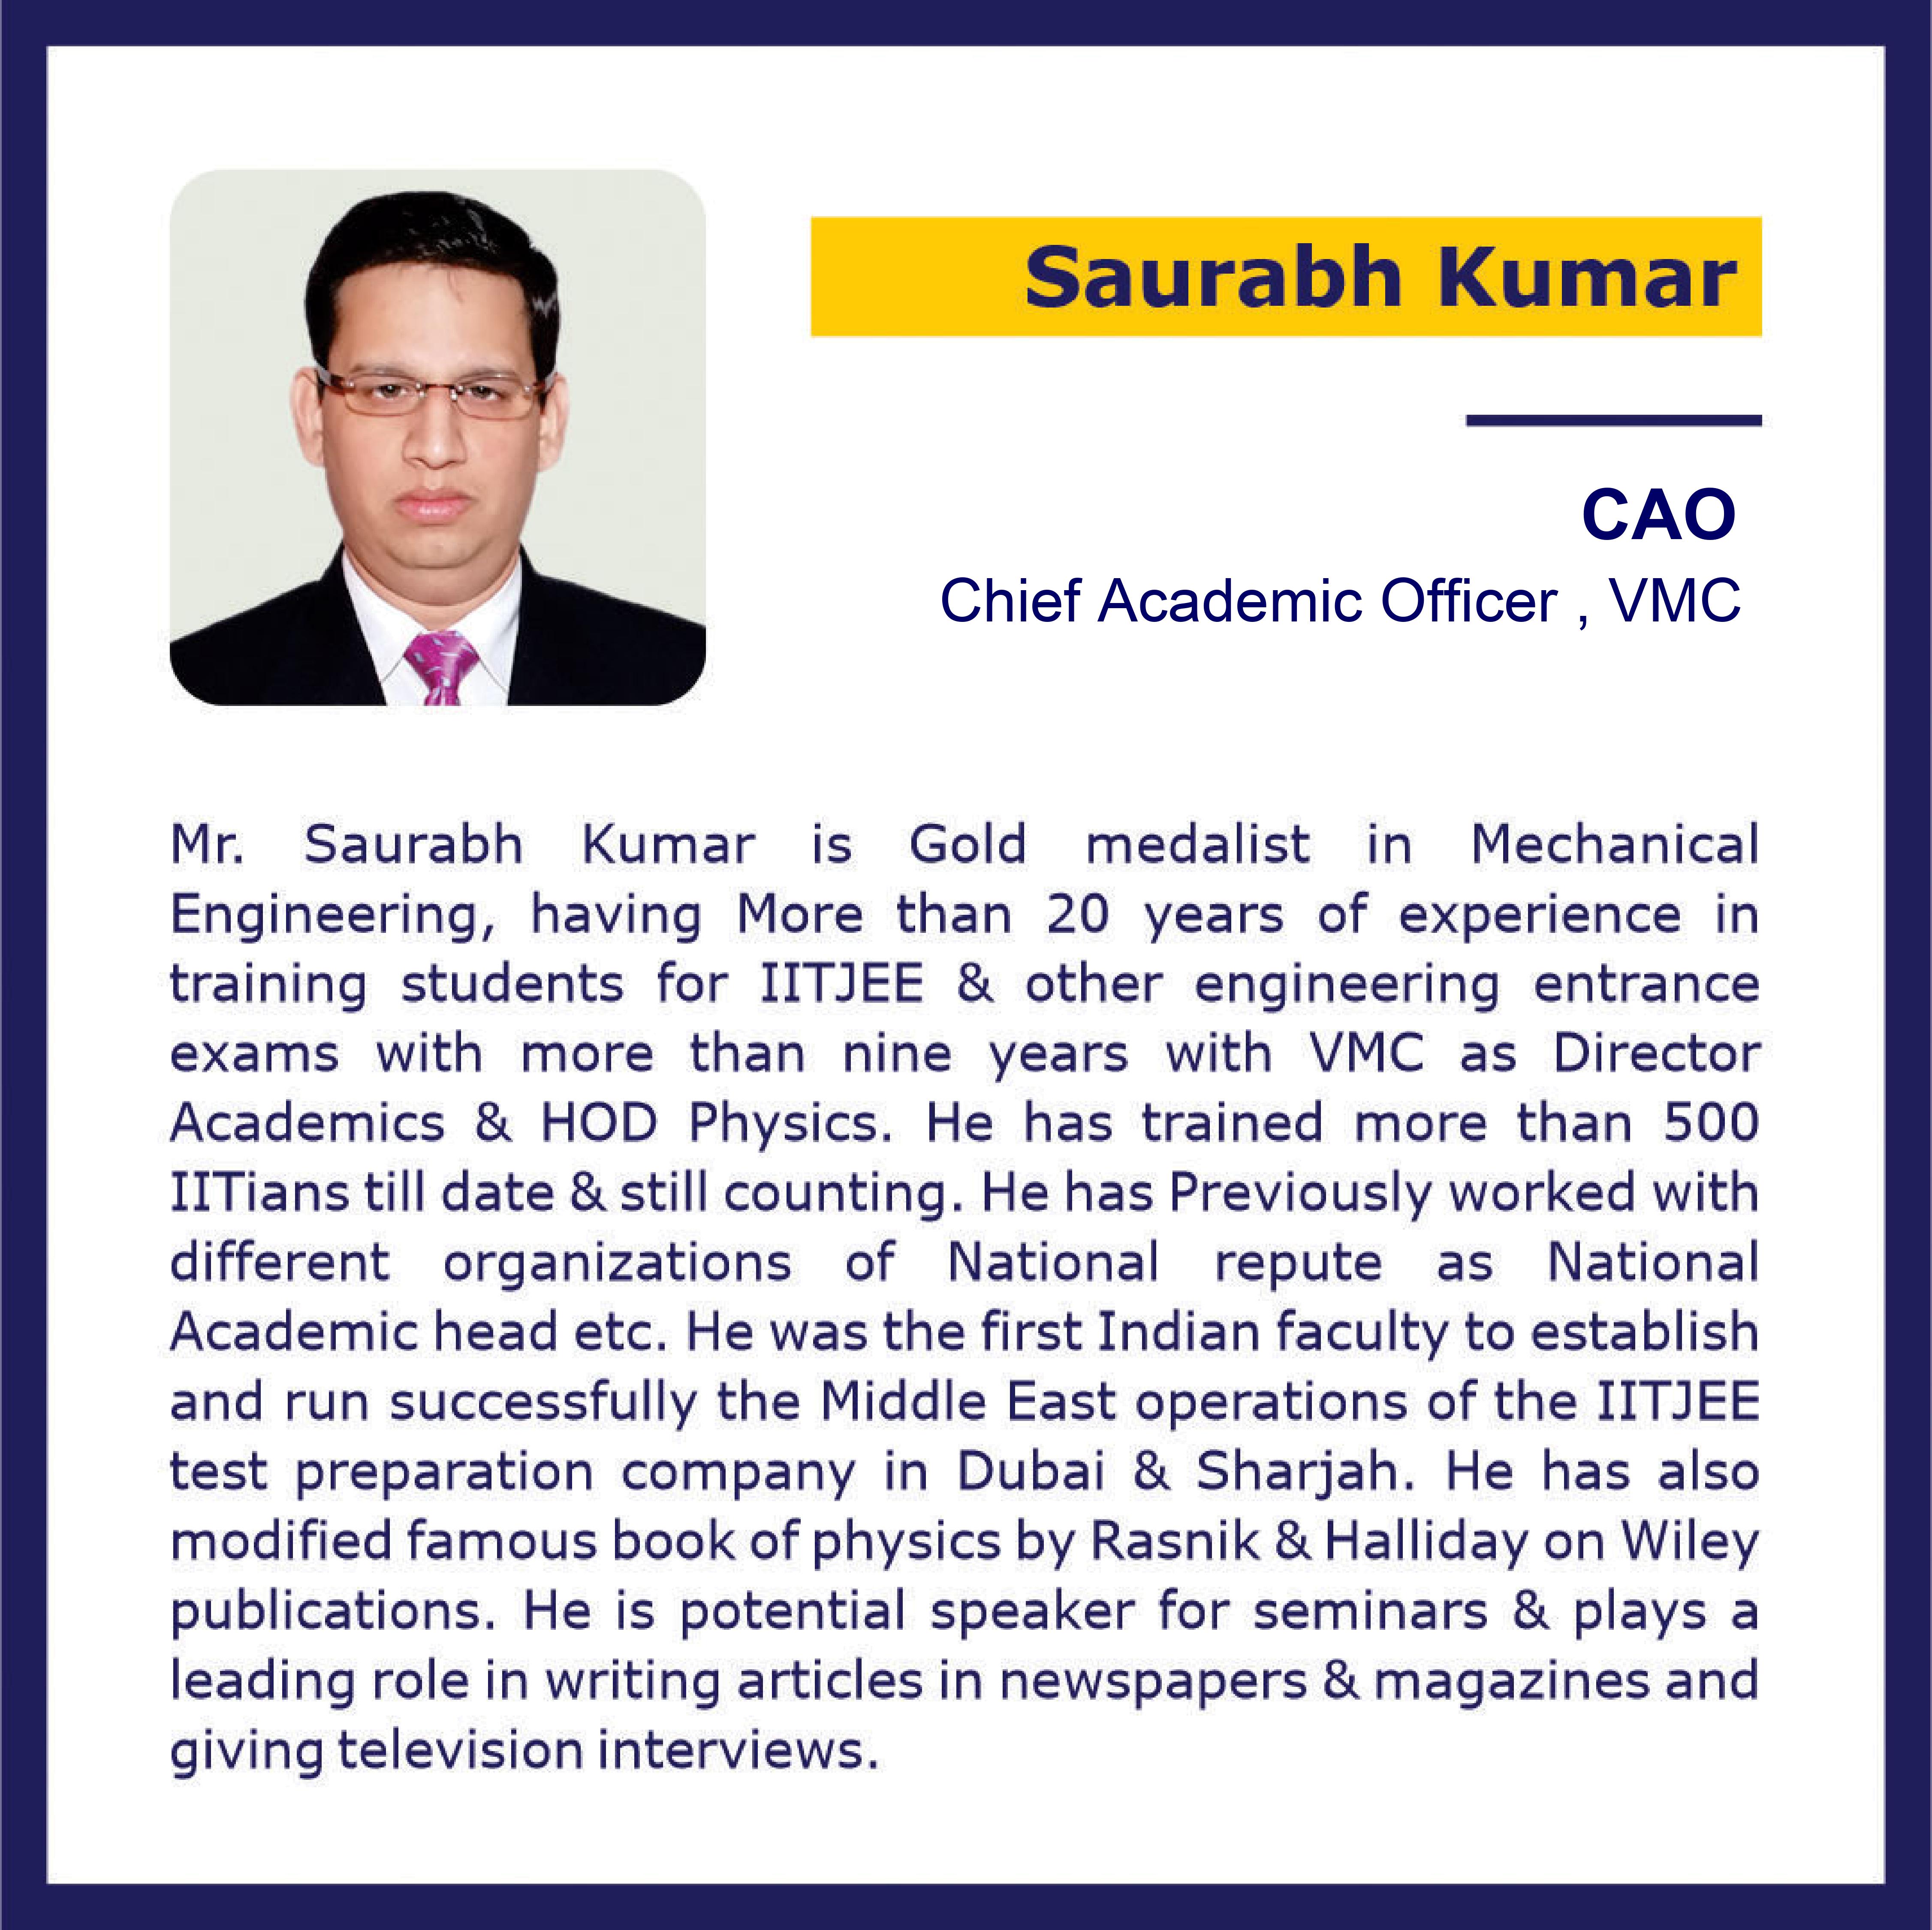 Saurabh Kumar
CAO
Chief Academic Officer , VMC
Mr. Saurabh Kumar is Gold medalist in Mechanical
Engineering, having More than 20 years of experience in
training students for IITJEE & other engineering entrance
exams with more than nine years with VMC as Director
Academics & HOD Physics. He has trained more than 500
IITians till date & still counting. He has Previously worked with
different organizations of National repute as National
Academic head etc. He was the first Indian faculty to establish
and run successfully the Middle East operations of the IITJEE
test preparation company in Dubai & Sharjah. He has also
modified famous book of physics by Rasnik & Halliday on Wiley
publications. He is potential speaker for seminars & plays a
leading role in writing articles in newspapers & magazines and
giving television interviews.